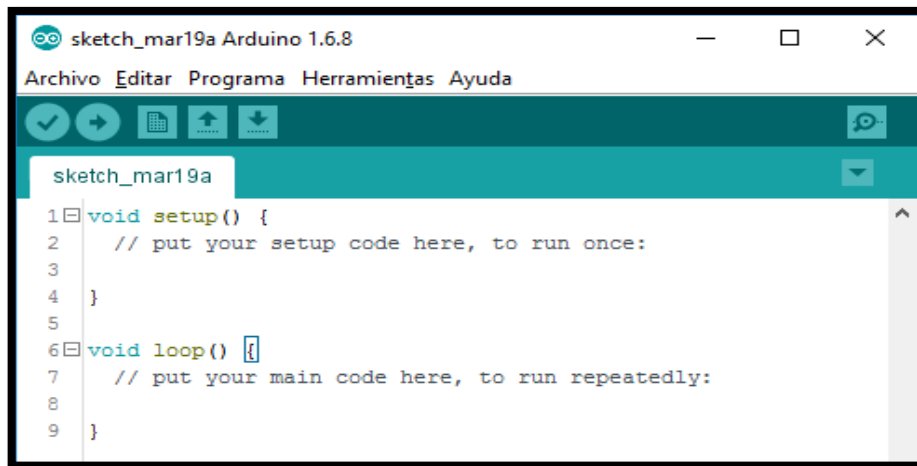 sketch_mar19a Arduino 1.6.8
Archivo Editar Programa Herramientas Ayuda
sketch_mar19a
1 void setup() {
2 // put your setup code here, to run once:
3
4 }
5
6 void loop() {
7 // put your main code here, to run repeatedly:
8
9 }